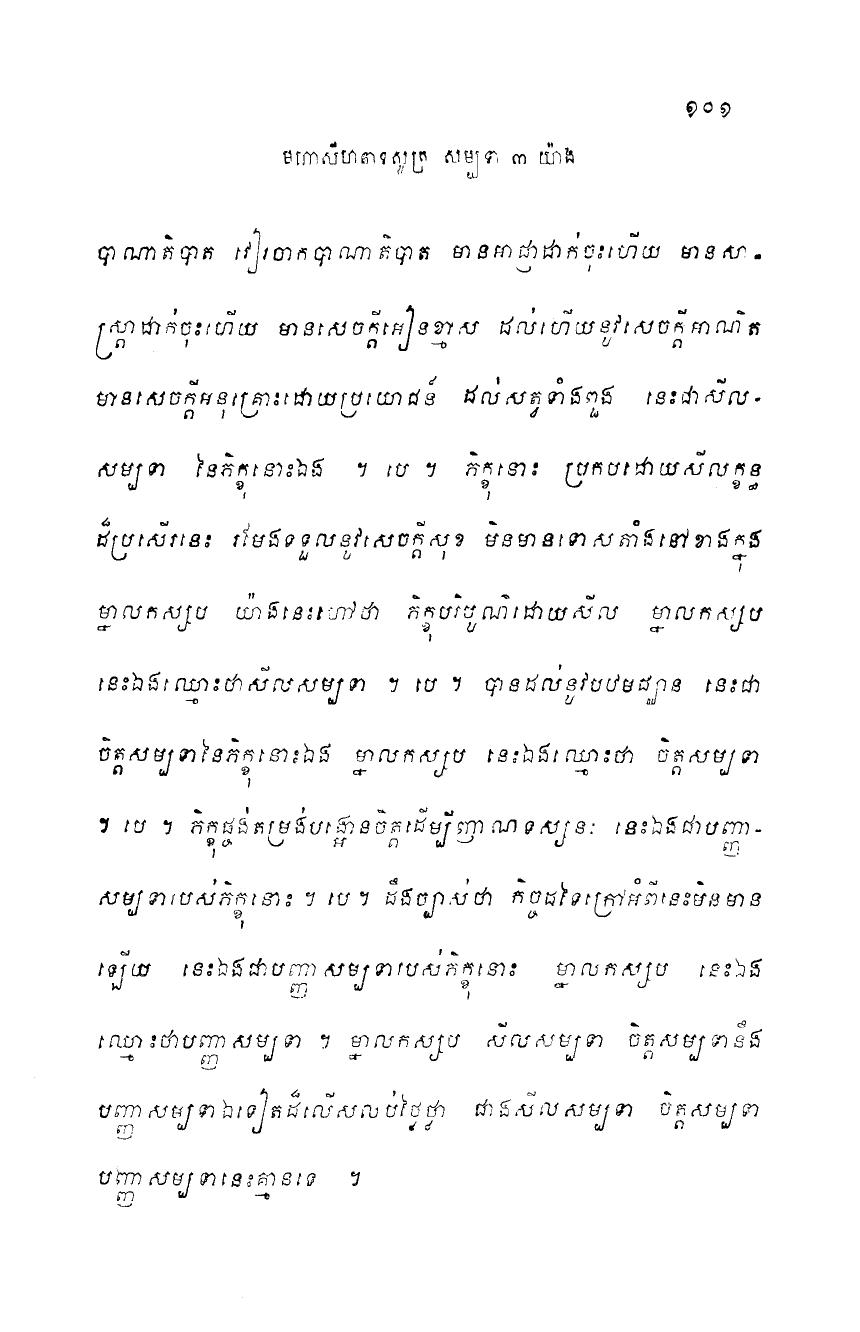 ១០១
មហាសីហនាទសូត្រ សម្បទា ៣ យ៉ាង
បាណាតិបាត វៀរចាកបាណាតិបាត មានអាជ្ញាដាក់ចុះហើយ មានសា-
ស្ត្រាដាក់ចុះហើយ មានសេចក្តីអៀនខ្មាស ដល់ហើយនូវសេចក្តីអាណិត
មានសេចក្តីអនុគ្រោះដោយប្រយោជន៍ ដល់សត្វទាំងពួង នេះជាសីល-
សម្បទា នៃភិក្ខុនោះឯង ។ បេ ។ ភិក្ខុនោះ ប្រកបដោយសីលក្ខន្ធ
ដ៏ប្រសើរនេះ រមែងទទួលនូវសេចក្តីសុខ មិនមានទោសតាំងនៅខាងក្នុង
ម្នាលកស្សប យ៉ាងនេះហៅថា ភិក្ខុបរិបូណ៌ដោយសីល ម្នាលកស្សប
នេះឯងឈ្មោះថាសីលសម្បទា ។ បេ ។ បានដល់នូវបឋមជ្ឈាន នេះជា
ចិត្តសម្បទានៃភិក្ខុនោះឯង ម្នាលកស្សប នេះឯងឈ្មោះថា ចិត្តសម្បទា
។ បេ ។ ភិក្ខុផ្ចង់តម្រង់បង្អោនចិត្តដើម្បីញាណទស្សនៈ នេះឯងជាបញ្ញា-
សម្បទារបស់ភិក្ខុនោះ ។ បេ ។ ដឹងច្បាស់ថា កិច្ចដទៃក្រៅអំពីនេះមិនមាន
ឡើយ នេះឯងជាបញ្ញាសម្បទារបស់ភិក្ខុនោះ ម្នាលកស្សប នេះឯង
ឈ្មោះថាបញ្ញាសម្បទា ។ ម្នាលកស្សប សីលសម្បទា ចិត្តសម្បទានឹង
បញ្ញាសម្បទាឯទៀតដ៏លើសលប់ថ្លៃថ្លា ជាងសីលសម្បទា ចិត្តសម្បទា
បញ្ញាសម្បទានេះគ្មានទេ ។